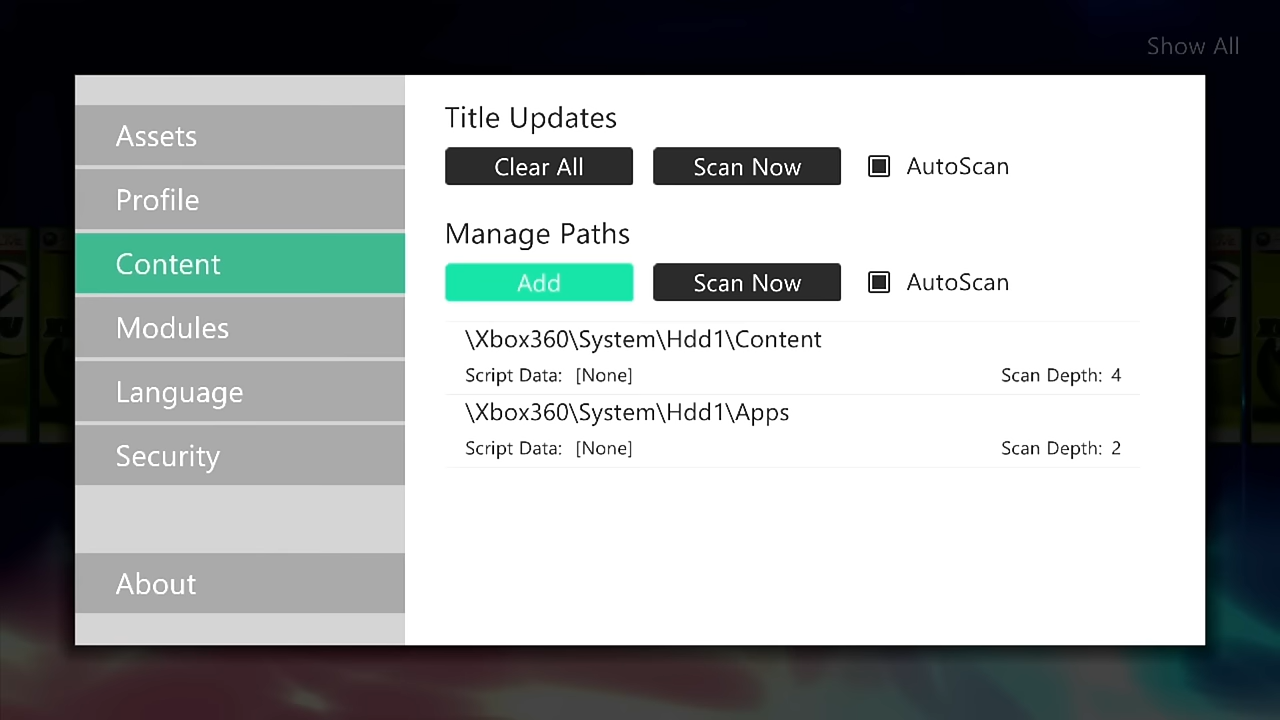 Show All
Assets
Profile
Content
Modules
Language
Security
About
Title Updates
Clear All Scan Now AutoScan
Manage Paths
Add Scan Now AutoScan
\Xbox360\System\Hdd1\Content
Script Data: [None] Scan Depth: 4
\Xbox360\System\Hdd1\Apps
Script Data: [None] Scan Depth: 2